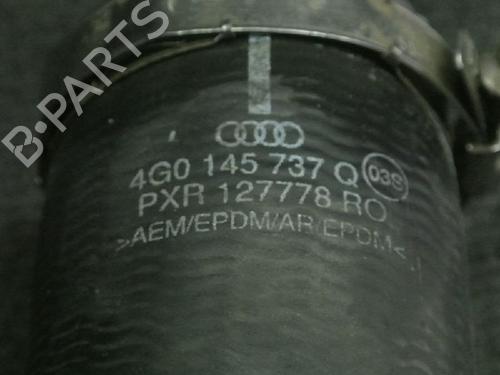 B-PARTS
4G0 145 737 Q 03S
PXR 127778 RO
>AEM/EPDM/AR/EPDM<